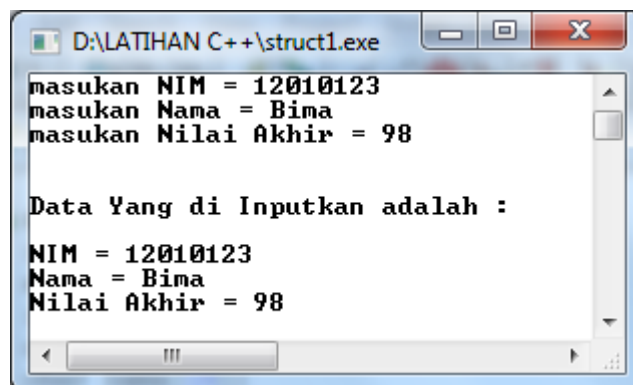 D:\LATIHAN C++\struct1.exe
masukan NIM = 12010123
masukan Nama = Bima
masukan Nilai Akhir = 98
Data Yang di Inputkan adalah :
NIM = 12010123
Nama = Bima
Nilai Akhir = 98